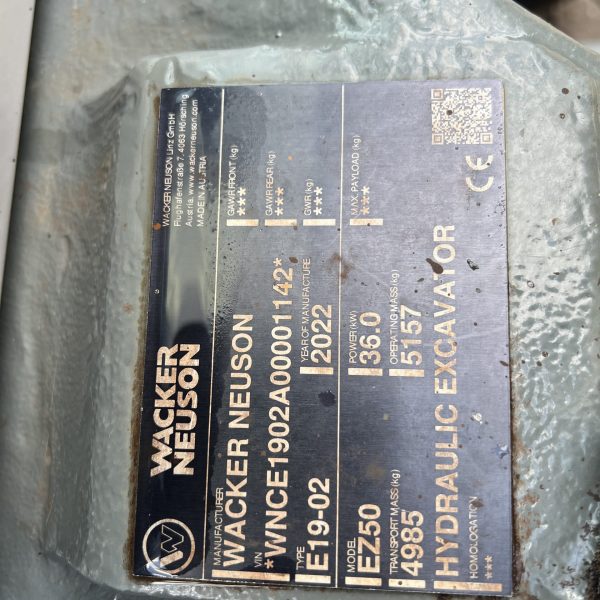 WACKER
NEUSON
WACKER NEUSON Linz GmbH
Flughafenstraße 7, 4063 Hörsching
Austria, www.wackerneuson.com
MADE IN AUSTRIA
MANUFACTURER
WACKER NEUSON
GAWR FRONT (kg)
***
VIN
*WNCE1902A00001142*
GAWR REAR (kg)
***
TYPE
E19-02
YEAR OF MANUFACTURE
2022
GWR (kg)
***
MODEL
EZ50
POWER (kW)
36.0
MAX. PAYLOAD (kg)
***
TRANSPORT MASS (kg)
4985
OPERATING MASS (kg)
5157
HYDRAULIC EXCAVATOR
HOMOLOGATION
***
CE